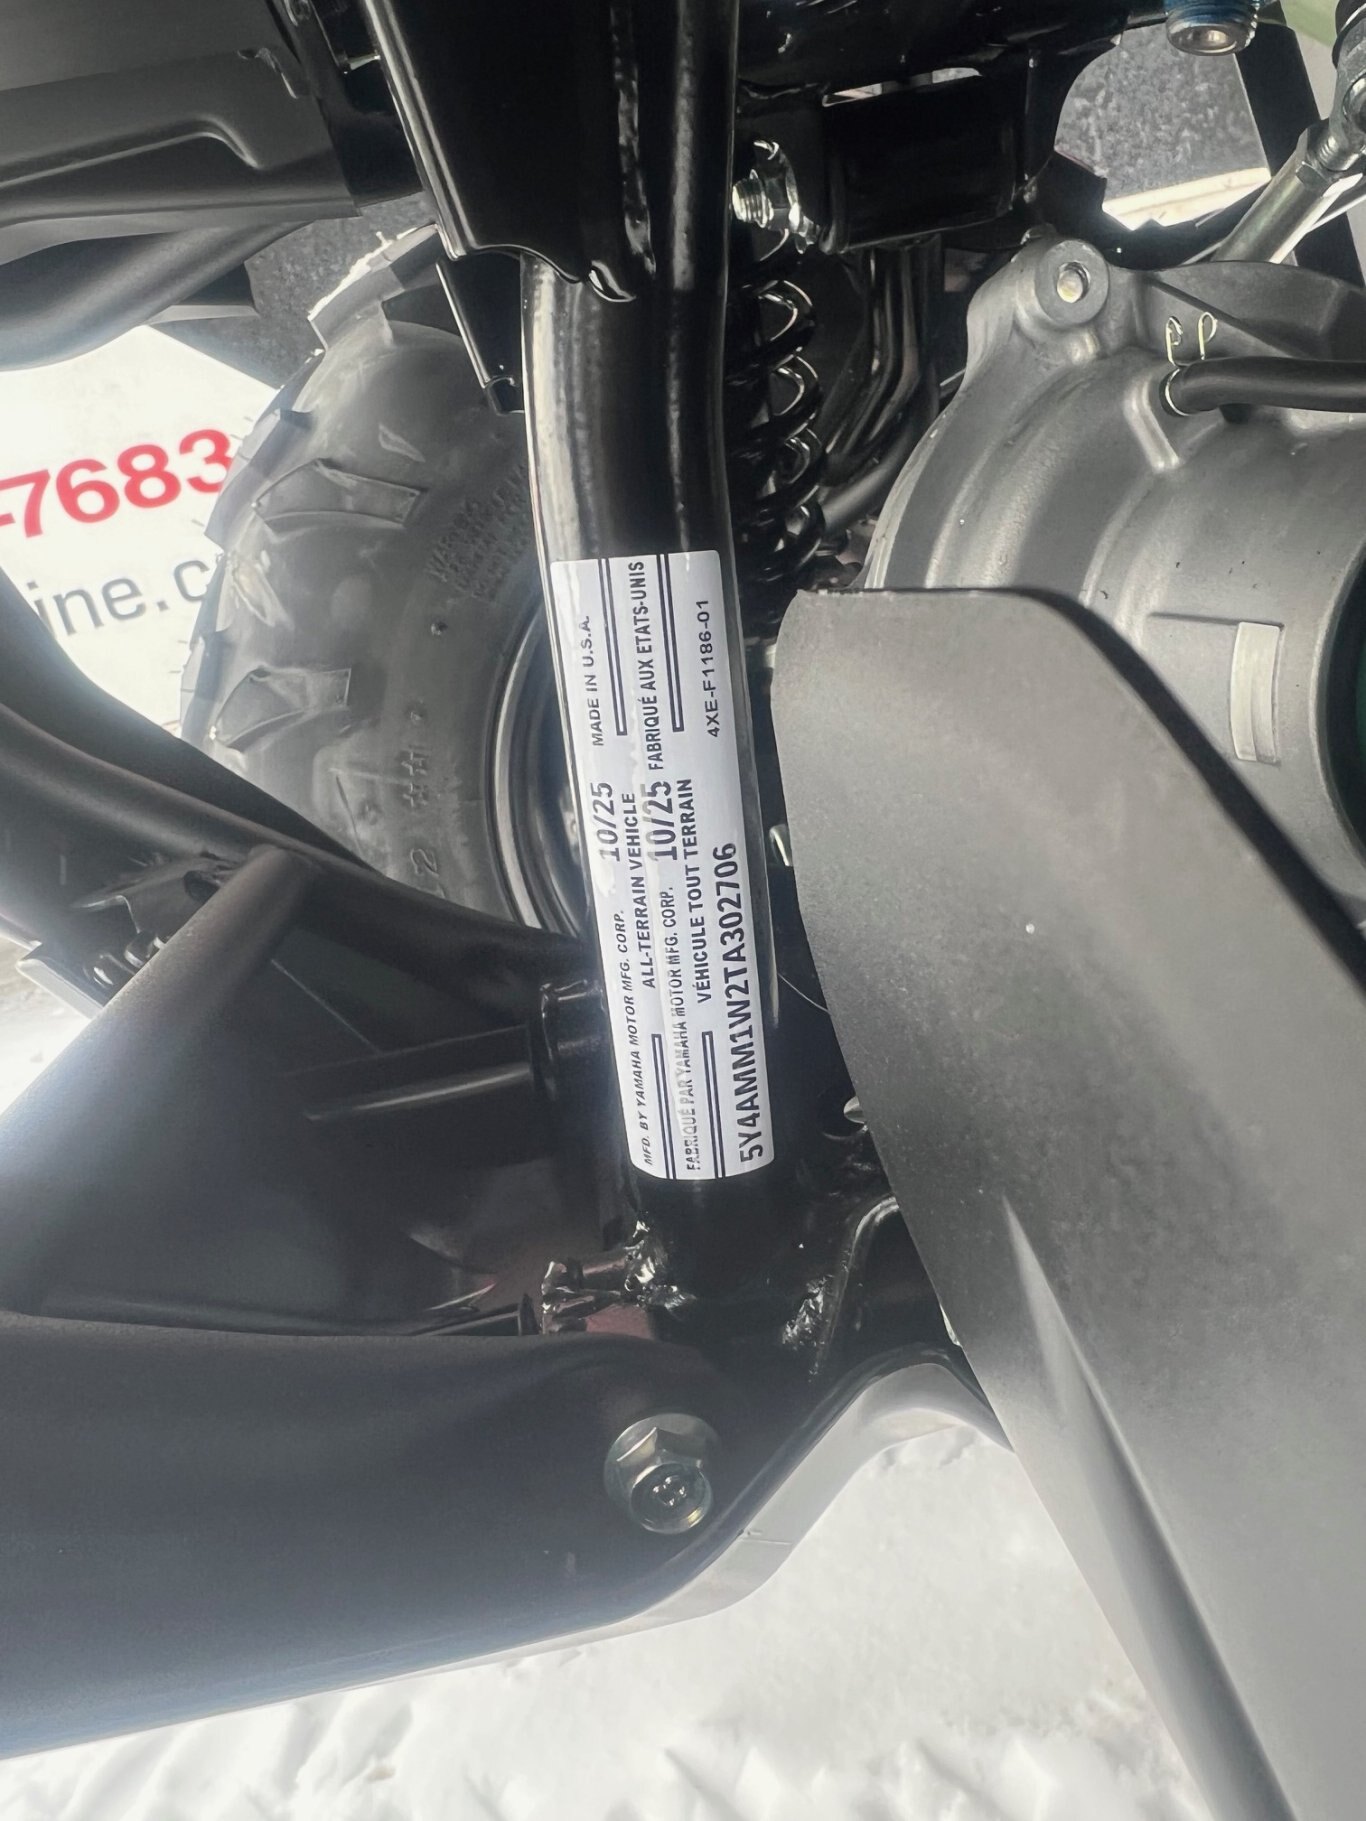 MFD. BY YAMAHA MOTOR MFG. CORP. 10/25 MADE IN U.S.A.
ALL-TERRAIN VEHICLE
FABRIQUÉ PAR YAMAHA MOTOR MFG. CORP. 10/25 FABRIQUÉ AUX ETATS-UNIS
VÉHICULE TOUT TERRAIN
4XE-F1186-01
5Y4AMM1W2TA302706
-7683
ine.c